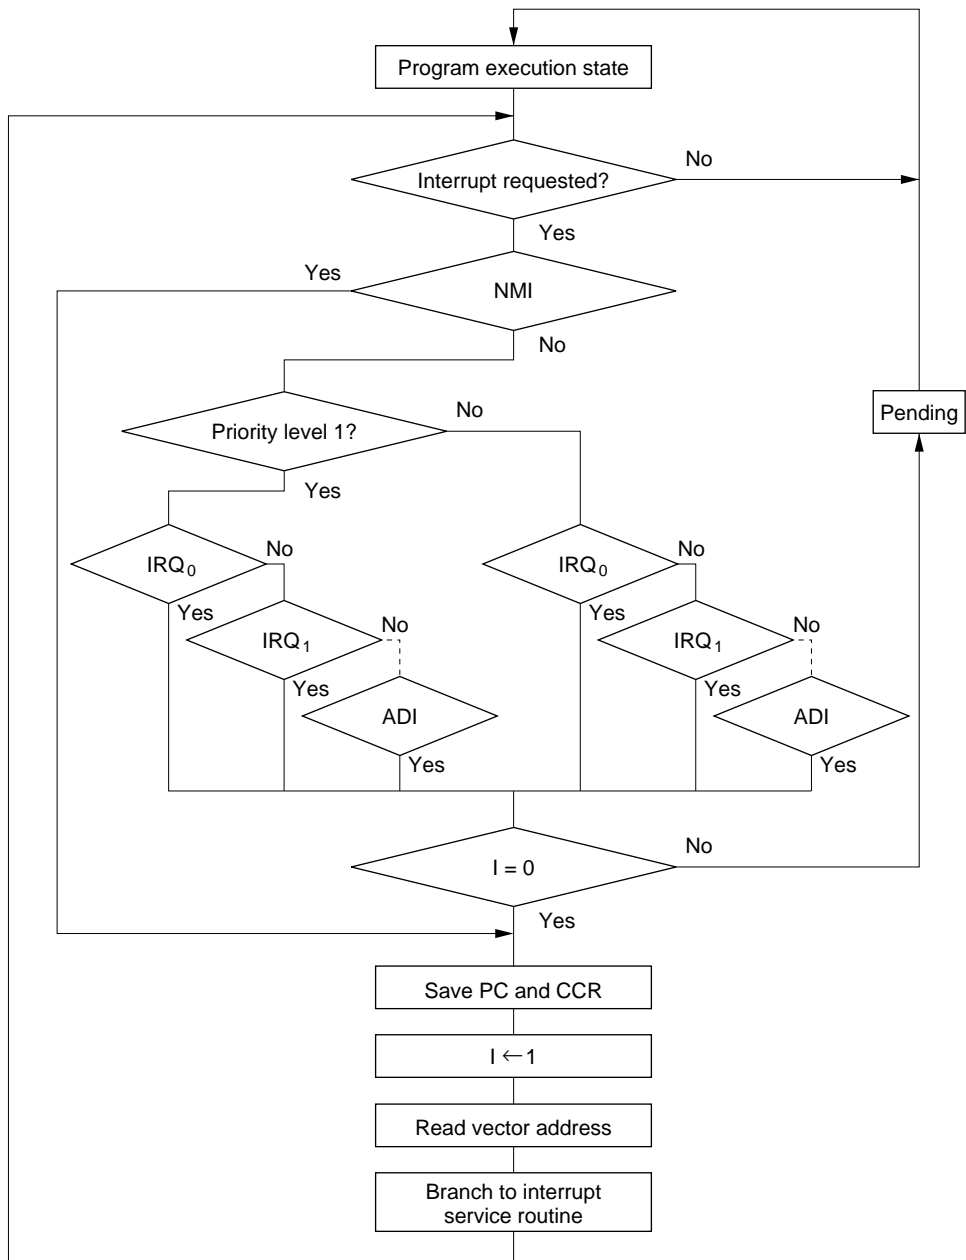 Program execution state
Interrupt requested?
No
Yes
Yes
NMI
No
Pending
Priority level 1?
No
Yes
IRQ0
No
IRQ0
No
Yes
Yes
IRQ1
No
IRQ1
No
Yes
Yes
ADI
ADI
Yes
Yes
I = 0
No
Yes
Save PC and CCR
I ← 1
Read vector address
Branch to interrupt
service routine